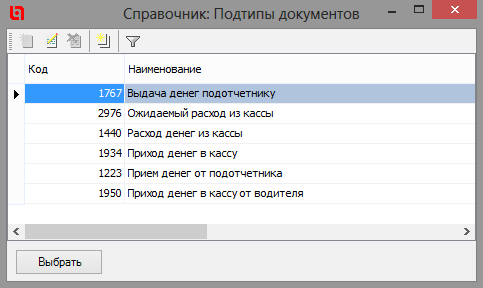 Справочник: Подтипы документов
Код Наименование
1767 Выдача денег подотчетнику
2976 Ожидаемый расход из кассы
1440 Расход денег из кассы
1934 Приход денег в кассу
1223 Прием денег от подотчетника
1950 Приход денег в кассу от водителя
Выбрать